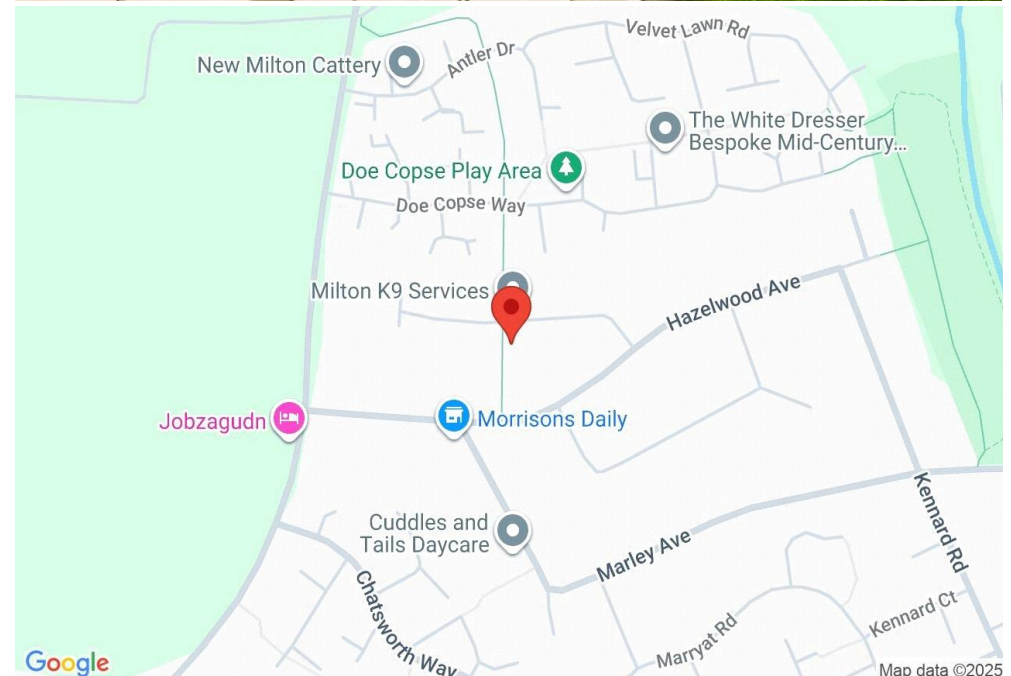 Velvet Lawn Rd
Antler Dr
New Milton Cattery
The White Dresser
Bespoke Mid-Century...
Doe Copse Play Area
Doe Copse Way
Milton K9 Services
Hazelwood Ave
Jobzagudn
Morrisons Daily
Kennard Rd
Cuddles and
Tails Daycare
Marley Ave
Chatsworth Way
Kennard Ct
Marryat Rd
Google
Map data ©2025